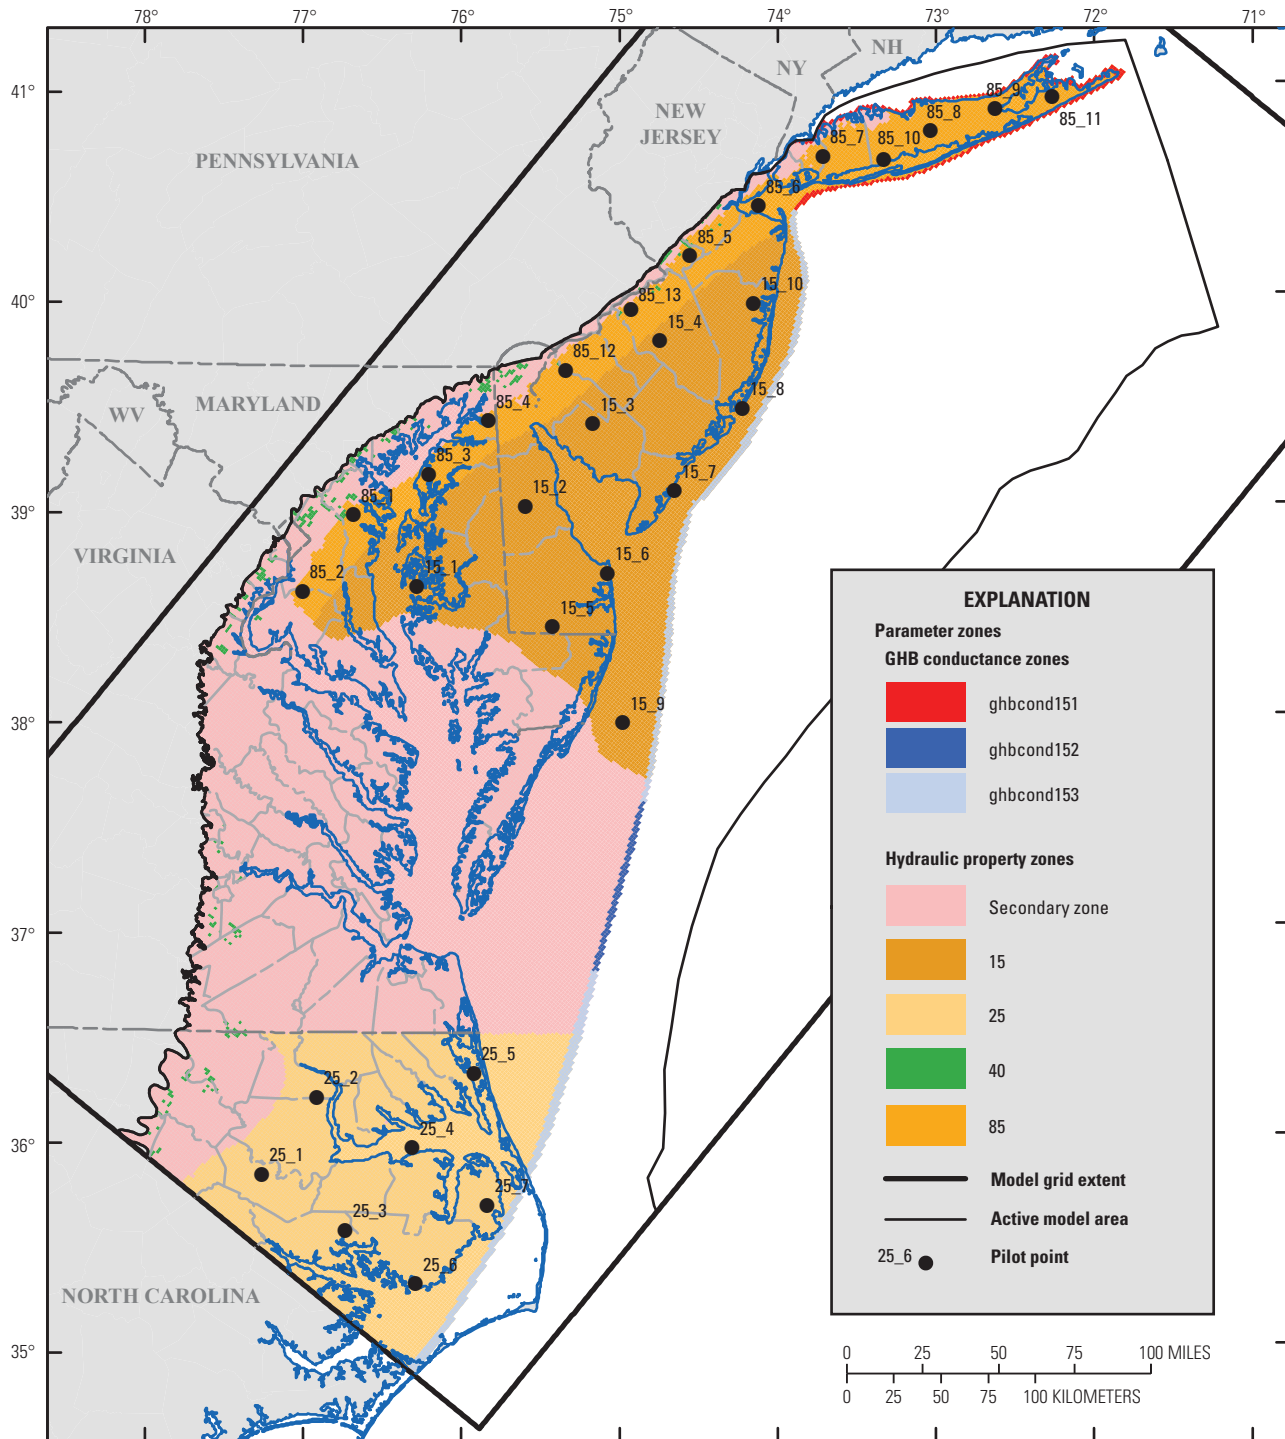 78°
77°
76°
75°
74°
73°
72°
71°
41°
40°
39°
38°
37°
36°
35°
NH
NY
NEW
JERSEY
PENNSYLVANIA
MARYLAND
WV
VIRGINIA
NORTH CAROLINA
85_9
85_11
85_8
85_7
85_10
85_6
85_5
15_10
85_13
15_4
85_12
15_8
85_4
15_3
85_3
15_7
85_1
15_2
15_6
85_2
15_1
15_5
15_9
25_5
25_2
25_4
25_1
25_7
25_3
25_6
EXPLANATION
Parameter zones
GHB conductance zones
ghbcond151
ghbcond152
ghbcond153
Hydraulic property zones
Secondary zone
15
25
40
85
Model grid extent
Active model area
25_6 Pilot point
0 25 50 75 100 MILES
0 25 50 75 100 KILOMETERS